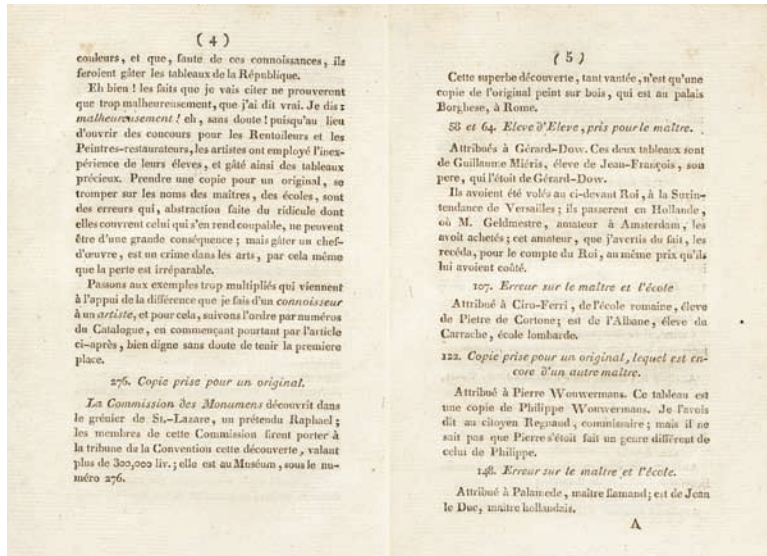 ( 4 )
couleurs, et que, faute de ces connoissances, ils
feroient gâter les tableaux de la République.
Eh bien ! les faits que je vais citer ne prouveront
que trop malheureusement, que j'ai dit vrai. Je dis :
malheureusement ! eh, sans doute ! puisqu'au lieu
d'ouvrir des concours pour les Rentoileurs et les
Peintres-restaurateurs, les artistes ont employé l'inex-
périence de leurs éleves, et gâté ainsi des tableaux
précieux. Prendre une copie pour un original, se
tromper sur les noms des maîtres, des écoles, sont
des erreurs qui, abstraction faite du ridicule dont
elles couvrent celui qui s'en rend coupable, ne peuvent
être d'une grande conséquence ; mais gâter un chef-
d'œuvre, est un crime dans les arts, par cela même
que la perte est irréparable.
Passons aux exemples trop multipliés qui viennent
à l'appui de la différence que je fais d'un connoisseur
à un artiste, et pour cela, suivons l'ordre par numéros
du Catalogue, en commençant pourtant par l'article
ci-après, bien digne sans doute de tenir la premiere
place.
276. Copie prise pour un original.
La Commission des Monumens découvrit dans
le grénier de St.-Lazare, un prétendu Raphael ;
les membres de cette Commission firent porter à
la tribune de la Convention cette découverte, valant
plus de 300,000 liv. ; elle est au Muséum, sous le nu-
méro 276.
( 5 )
Cette superbe découverte, tant vantée, n'est qu'une
copie de l'original peint sur bois, qui est au palais
Borghese, à Rome.
58 et 64. Eleve d'Eleve, pris pour le maître.
Attribués à Gérard-Dow. Ces deux tableaux sont
de Guillaume Miéris, éleve de Jean-François, son
pere, qui l'étoit de Gérard-Dow.
Ils avoient été volés au ci-devant Roi, à la Surin-
tendance de Versailles ; ils passerent en Hollande,
où M. Geldmestre, amateur à Amsterdam, les
avoit achetés ; cet amateur, que j'avertis du fait, les
recéda, pour le compte du Roi, au même prix qu'ils
lui avoient coûté.
107. Erreur sur le maître et l'école
Attribué à Ciro-Ferri, de l'école romaine, éleve
de Pietre de Cortone ; est de l'Albane, éleve du
Carrache, école lombarde.
122. Copie prise pour un original, lequel est en-
core d'un autre maître.
Attribué à Pierre Wouwermans. Ce tableau est
une copie de Philippe Wouwermans. Je l'avois
dit au citoyen Regnaud, commissaire ; mais il ne
sait pas que Pierre s'étoit fait un genre différent de
celui de Philippe.
148. Erreur sur le maître et l'école.
Attribué à Palamede, maître flamand ; est de Jean
le Duc, maître hollandais.
A